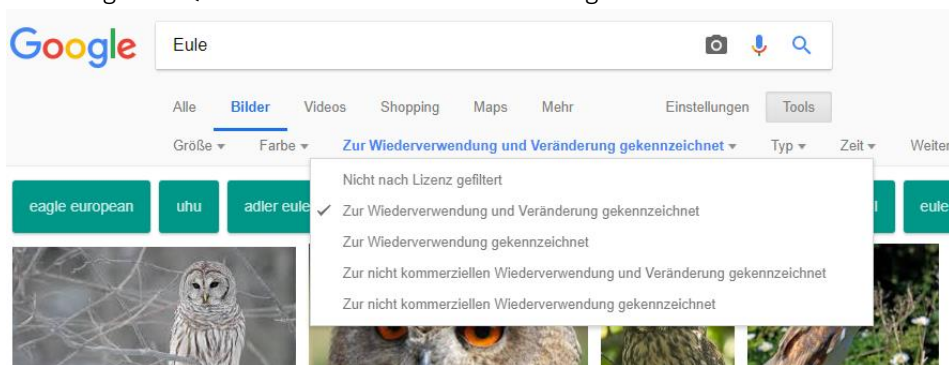 Google Eule
Alle Bilder Videos Shopping Maps Mehr Einstellungen Tools
Größe Farbe Zur Wiederverwendung und Veränderung gekennzeichnet Typ Zeit Weiter
Nicht nach Lizenz gefiltert
eagle european uhu adler eule Zur Wiederverwendung und Veränderung gekennzeichnet eule
Zur Wiederverwendung gekennzeichnet
Zur nicht kommerziellen Wiederverwendung und Veränderung gekennzeichnet
Zur nicht kommerziellen Wiederverwendung gekennzeichnet